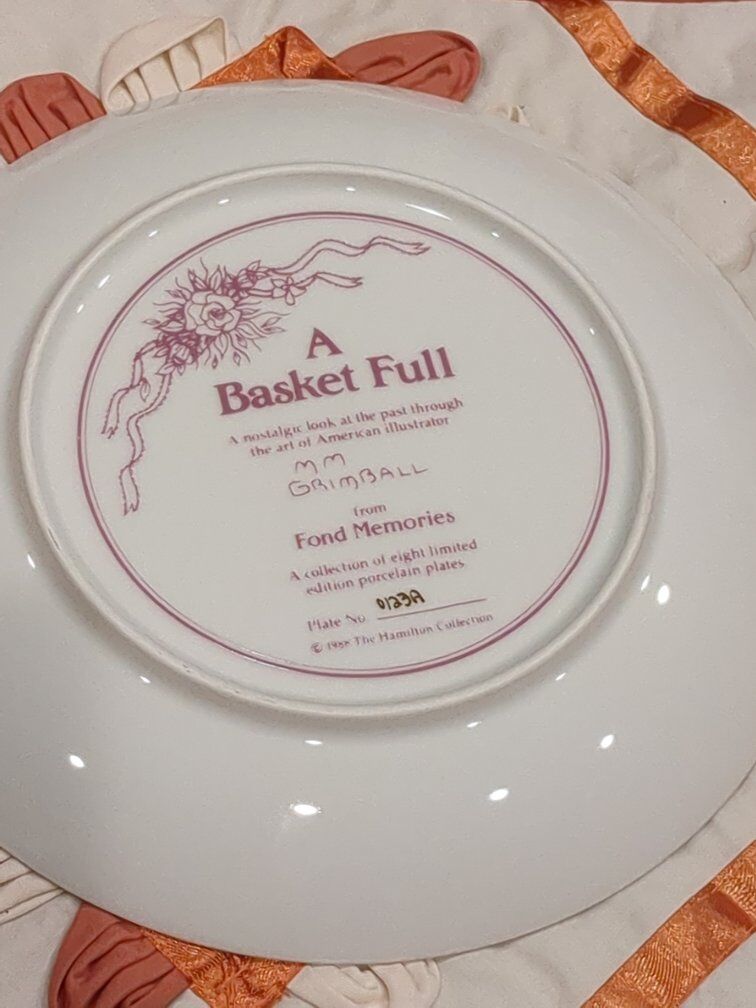 A
Basket Full
A nostalgic look at the past through
the art of American illustrator
MM
GRIMBALL
from
Fond Memories
A collection of eight limited
edition porcelain plates
Plate No. 0123A
© 1988 The Hamilton Collection